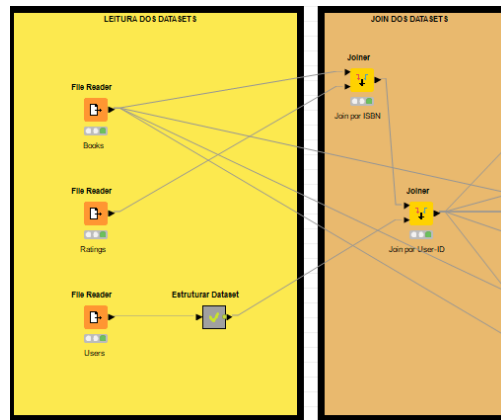 LEITURA DOS DATASETS
File Reader
Books
File Reader
Ratings
File Reader
Users
Estruturar Dataset
JOIN DOS DATASETS
Joiner
Join por ISBN
Joiner
Join por User-ID